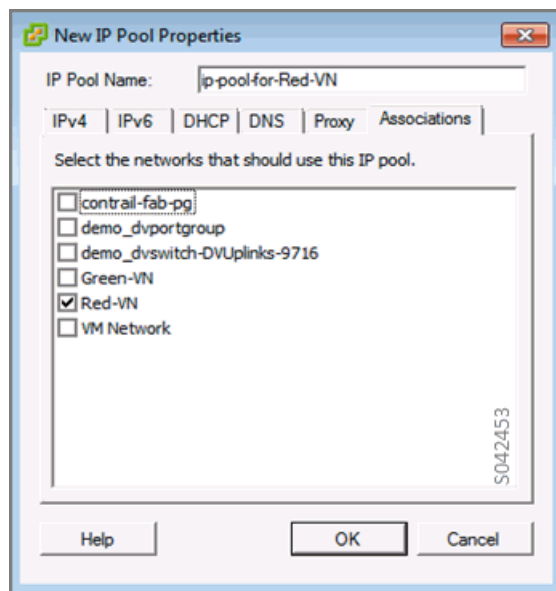 New IP Pool Properties
IP Pool Name: ip-pool-for-Red-VN
IPv4 IPv6 DHCP DNS Proxy Associations
Select the networks that should use this IP pool.
contrail-fab-pg
demo_dvportgroup
demo_dvswitch-DVUplinks-9716
Green-VN
Red-VN
VM Network
S042453
Help OK Cancel